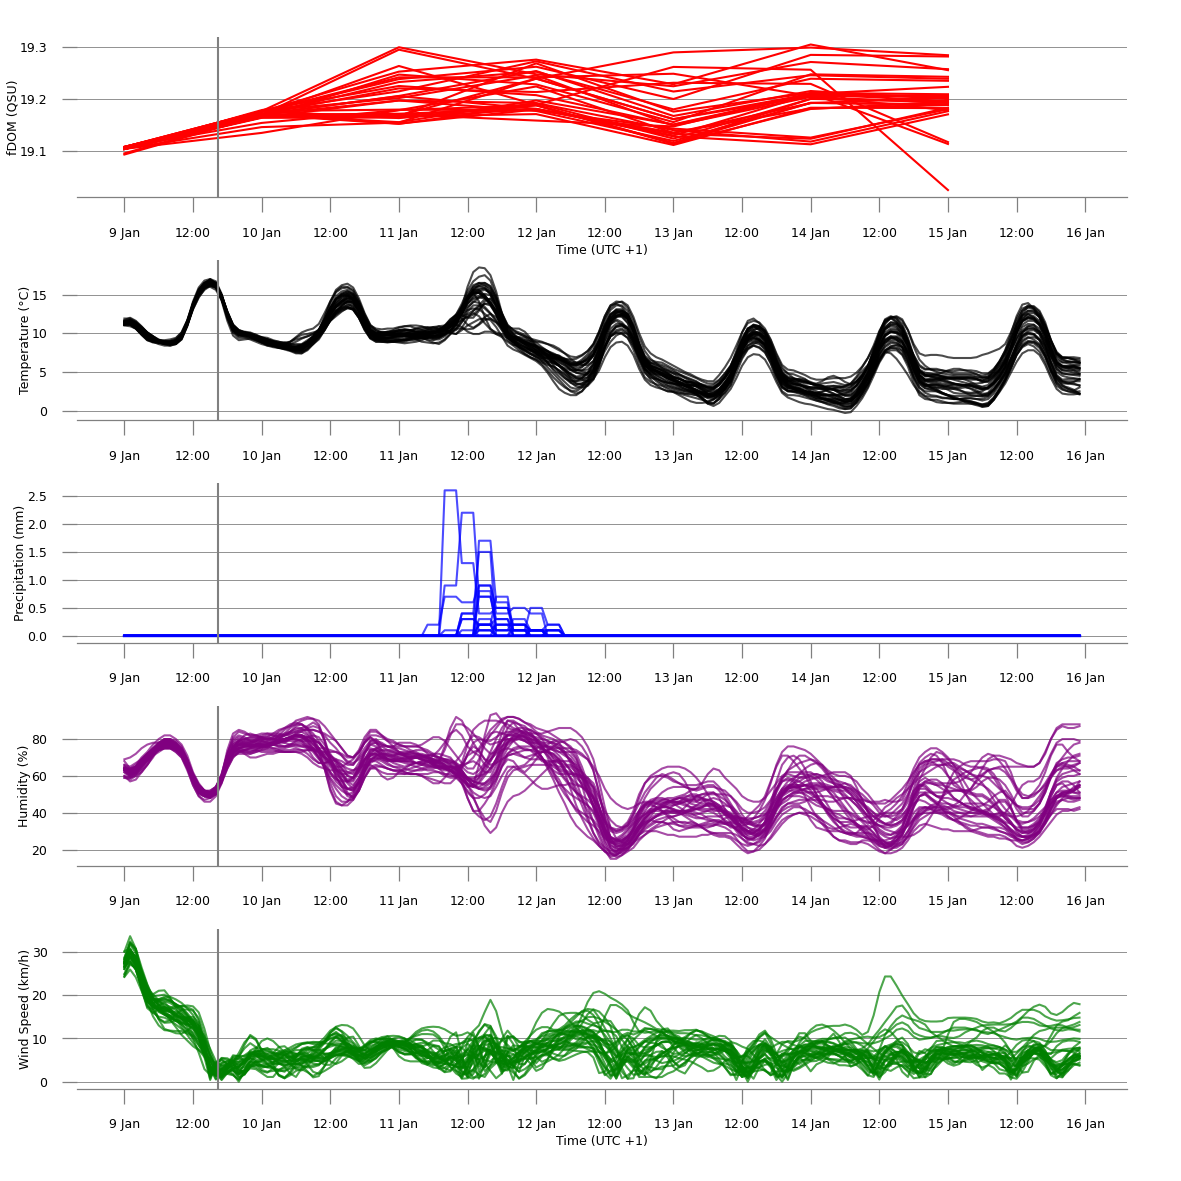 fDOM (QSU)
19.3
19.2
19.1
9 Jan 12:00 10 Jan 12:00 11 Jan 12:00 12 Jan 12:00 13 Jan 12:00 14 Jan 12:00 15 Jan 12:00 16 Jan
Time (UTC +1)
Temperature (°C)
15
10
5
0
9 Jan 12:00 10 Jan 12:00 11 Jan 12:00 12 Jan 12:00 13 Jan 12:00 14 Jan 12:00 15 Jan 12:00 16 Jan
Precipitation (mm)
2.5
2.0
1.5
1.0
0.5
0.0
9 Jan 12:00 10 Jan 12:00 11 Jan 12:00 12 Jan 12:00 13 Jan 12:00 14 Jan 12:00 15 Jan 12:00 16 Jan
Humidity (%)
80
60
40
20
9 Jan 12:00 10 Jan 12:00 11 Jan 12:00 12 Jan 12:00 13 Jan 12:00 14 Jan 12:00 15 Jan 12:00 16 Jan
Wind Speed (km/h)
30
20
10
0
9 Jan 12:00 10 Jan 12:00 11 Jan 12:00 12 Jan 12:00 13 Jan 12:00 14 Jan 12:00 15 Jan 12:00 16 Jan
Time (UTC +1)